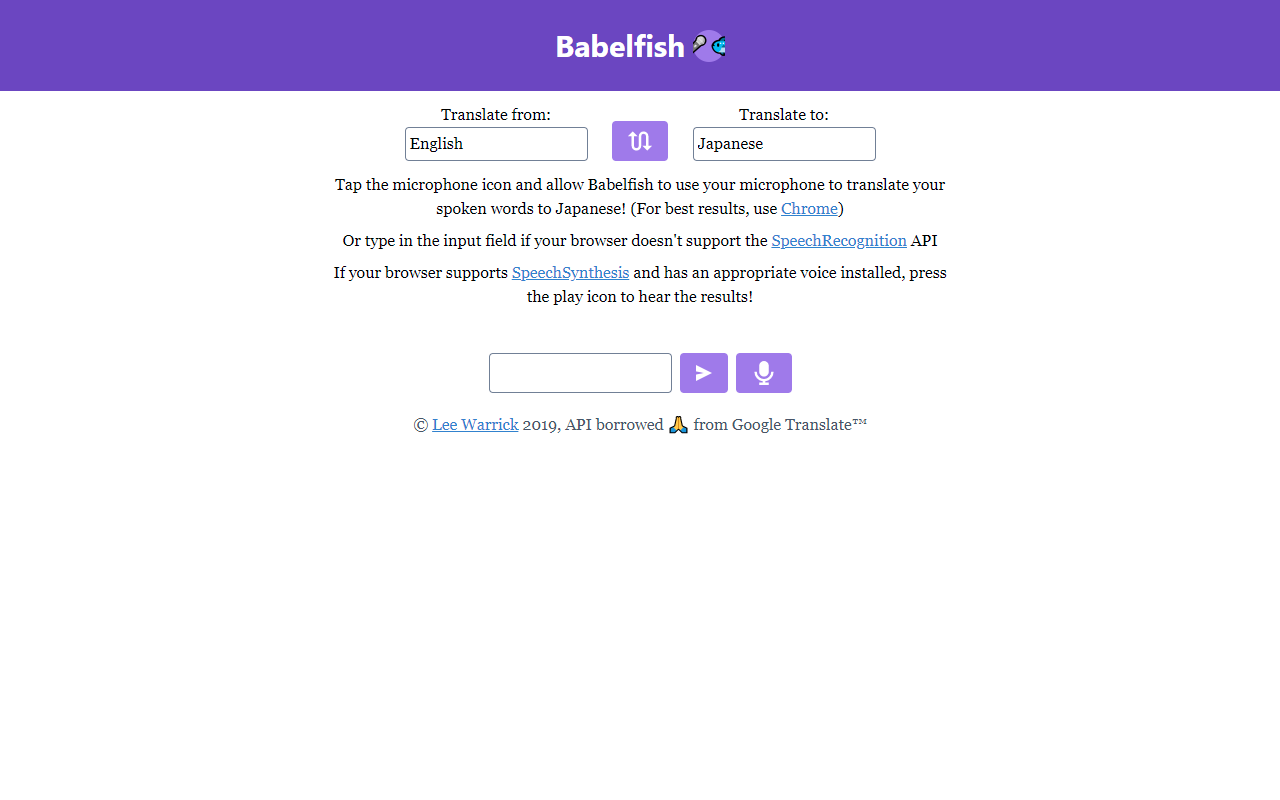 Babelfish
Translate from:
Translate to:
English
Japanese
Tap the microphone icon and allow Babelfish to use your microphone to translate your
spoken words to Japanese! (For best results, use Chrome)
Or type in the input field if your browser doesn't support the SpeechRecognition API
If your browser supports SpeechSynthesis and has an appropriate voice installed, press
the play icon to hear the results!
© Lee Warrick 2019, API borrowed 🙏 from Google Translate™